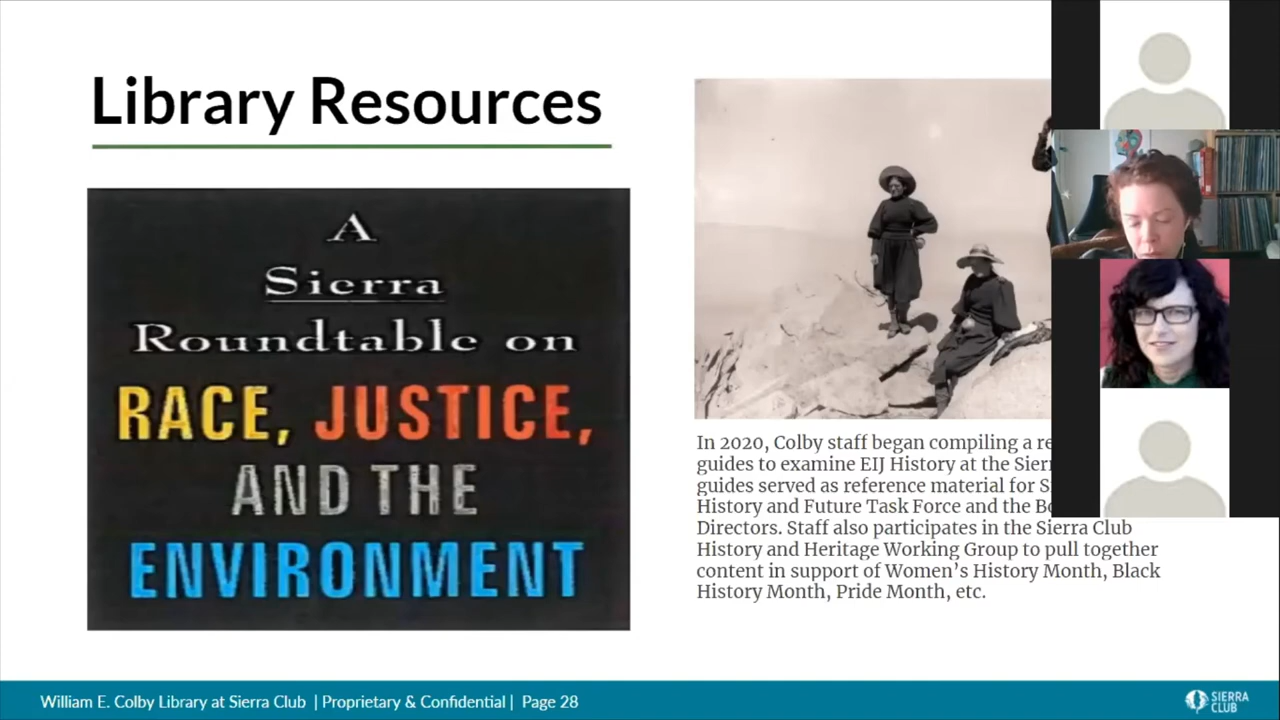 Library Resources
A
Sierra
Roundtable on
RACE, JUSTICE,
AND THE
ENVIRONMENT
In 2020, Colby staff began compiling a
guides to examine EIJ History at the
guides served as reference material for
History and Future Task Force and the
Directors. Staff also participates in the Sierra Club
History and Heritage Working Group to pull together
content in support of Women's History Month, Black
History Month, Pride Month, etc.
William E. Colby Library at Sierra Club | Proprietary & Confidential | Page 28
SIERRA
CLUB